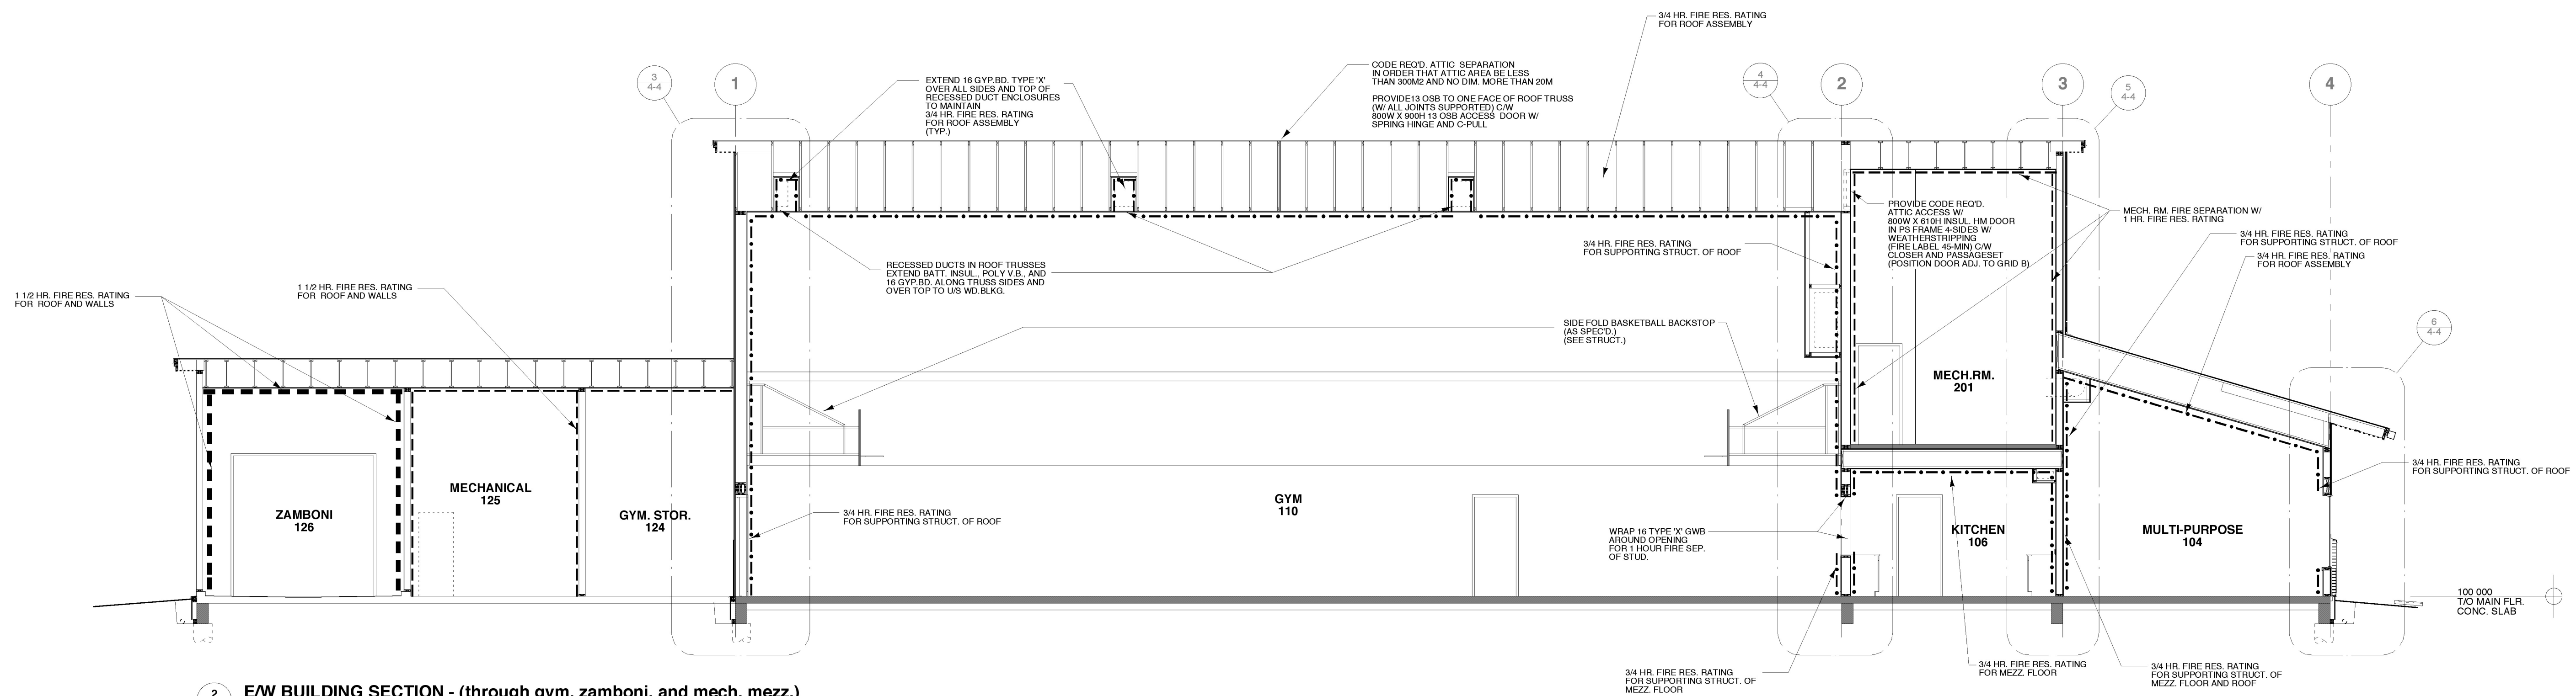 3/4 HR. FIRE RES. RATING
FOR ROOF ASSEMBLY
CODE REQ'D. ATTIC SEPARATION
IN ORDER THAT ATTIC AREA BE LESS
THAN 300M2 AND NO DIM. MORE THAN 20M
PROVIDE13 OSB TO ONE FACE OF ROOF TRUSS
(W/ ALL JOINTS SUPPORTED) C/W
800W X 900H 13 OSB ACCESS DOOR W/
SPRING HINGE AND C-PULL
EXTEND 16 GYP.BD. TYPE 'X'
OVER ALL SIDES AND TOP OF
RECESSED DUCT ENCLOSURES
TO MAINTAIN
3/4 HR. FIRE RES. RATING
FOR ROOF ASSEMBLY
(TYP.)
3
4-4
1
4
4-4
2
3
5
4-4
4
PROVIDE CODE REQ'D.
ATTIC ACCESS W/
800W X 610H INSUL. HM DOOR
IN PS FRAME 4-SIDES W/
WEATHERSTRIPPING
(FIRE LABEL 45-MIN) C/W
CLOSER AND PASSAGESET
(POSITION DOOR ADJ. TO GRID B)
MECH. RM. FIRE SEPARATION W/
1 HR. FIRE RES. RATING
3/4 HR. FIRE RES. RATING
FOR SUPPORTING STRUCT. OF ROOF
3/4 HR. FIRE RES. RATING
FOR ROOF ASSEMBLY
3/4 HR. FIRE RES. RATING
FOR SUPPORTING STRUCT. OF ROOF
RECESSED DUCTS IN ROOF TRUSSES
EXTEND BATT. INSUL., POLY V.B., AND
16 GYP.BD. ALONG TRUSS SIDES AND
OVER TOP TO U/S WD.BLKG.
1 1/2 HR. FIRE RES. RATING
FOR ROOF AND WALLS
1 1/2 HR. FIRE RES. RATING
FOR ROOF AND WALLS
SIDE FOLD BASKETBALL BACKSTOP
(AS SPEC'D.)
(SEE STRUCT.)
6
4-4
MECH.RM.
201
3/4 HR. FIRE RES. RATING
FOR SUPPORTING STRUCT. OF ROOF
MECHANICAL
125
ZAMBONI
126
GYM. STOR.
124
3/4 HR. FIRE RES. RATING
FOR SUPPORTING STRUCT. OF ROOF
GYM
110
WRAP 16 TYPE 'X' GWB
AROUND OPENING
FOR 1 HOUR FIRE SEP.
OF STUD.
KITCHEN
106
MULTI-PURPOSE
104
100 000
T/O MAIN FLR.
CONC. SLAB
3/4 HR. FIRE RES. RATING
FOR SUPPORTING STRUCT. OF
MEZZ. FLOOR
3/4 HR. FIRE RES. RATING
FOR MEZZ. FLOOR
3/4 HR. FIRE RES. RATING
FOR SUPPORTING STRUCT. OF
MEZZ. FLOOR AND ROOF
2
E/W BUILDING SECTION - (through gym, zamboni, and mech. mezz.)